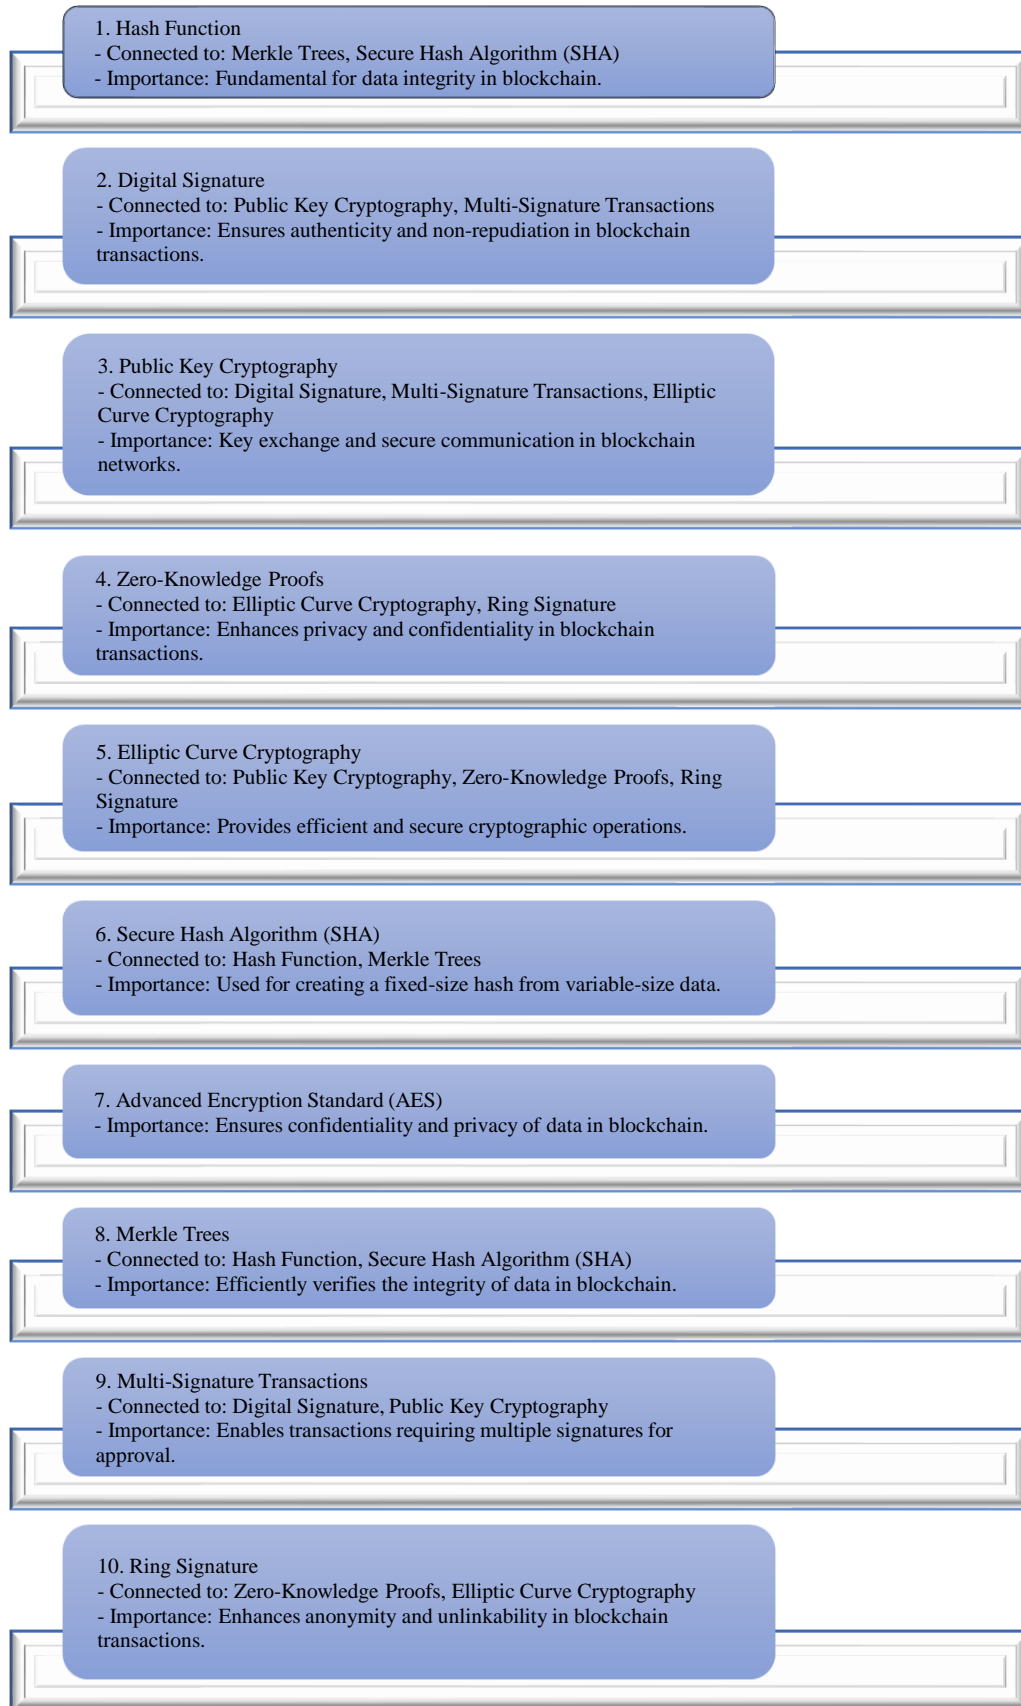 1. Hash Function
- Connected to: Merkle Trees, Secure Hash Algorithm (SHA)
- Importance: Fundamental for data integrity in blockchain.
2. Digital Signature
- Connected to: Public Key Cryptography, Multi-Signature Transactions
- Importance: Ensures authenticity and non-repudiation in blockchain
transactions.
3. Public Key Cryptography
- Connected to: Digital Signature, Multi-Signature Transactions, Elliptic
Curve Cryptography
- Importance: Key exchange and secure communication in blockchain
networks.
4. Zero-Knowledge Proofs
- Connected to: Elliptic Curve Cryptography, Ring Signature
- Importance: Enhances privacy and confidentiality in blockchain
transactions.
5. Elliptic Curve Cryptography
- Connected to: Public Key Cryptography, Zero-Knowledge Proofs, Ring
Signature
- Importance: Provides efficient and secure cryptographic operations.
6. Secure Hash Algorithm (SHA)
- Connected to: Hash Function, Merkle Trees
- Importance: Used for creating a fixed-size hash from variable-size data.
7. Advanced Encryption Standard (AES)
- Importance: Ensures confidentiality and privacy of data in blockchain.
8. Merkle Trees
- Connected to: Hash Function, Secure Hash Algorithm (SHA)
- Importance: Efficiently verifies the integrity of data in blockchain.
9. Multi-Signature Transactions
- Connected to: Digital Signature, Public Key Cryptography
- Importance: Enables transactions requiring multiple signatures for
approval.
10. Ring Signature
- Connected to: Zero-Knowledge Proofs, Elliptic Curve Cryptography
- Importance: Enhances anonymity and unlinkability in blockchain
transactions.